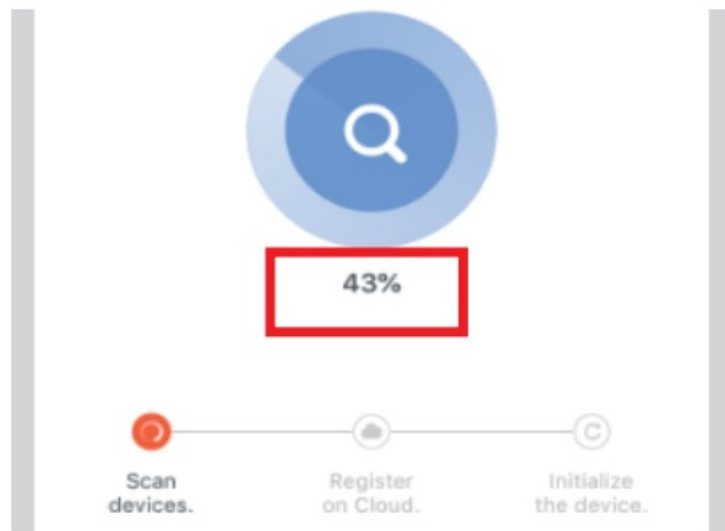 43%
Scan
devices.
Register
on Cloud.
Initialize
the device.